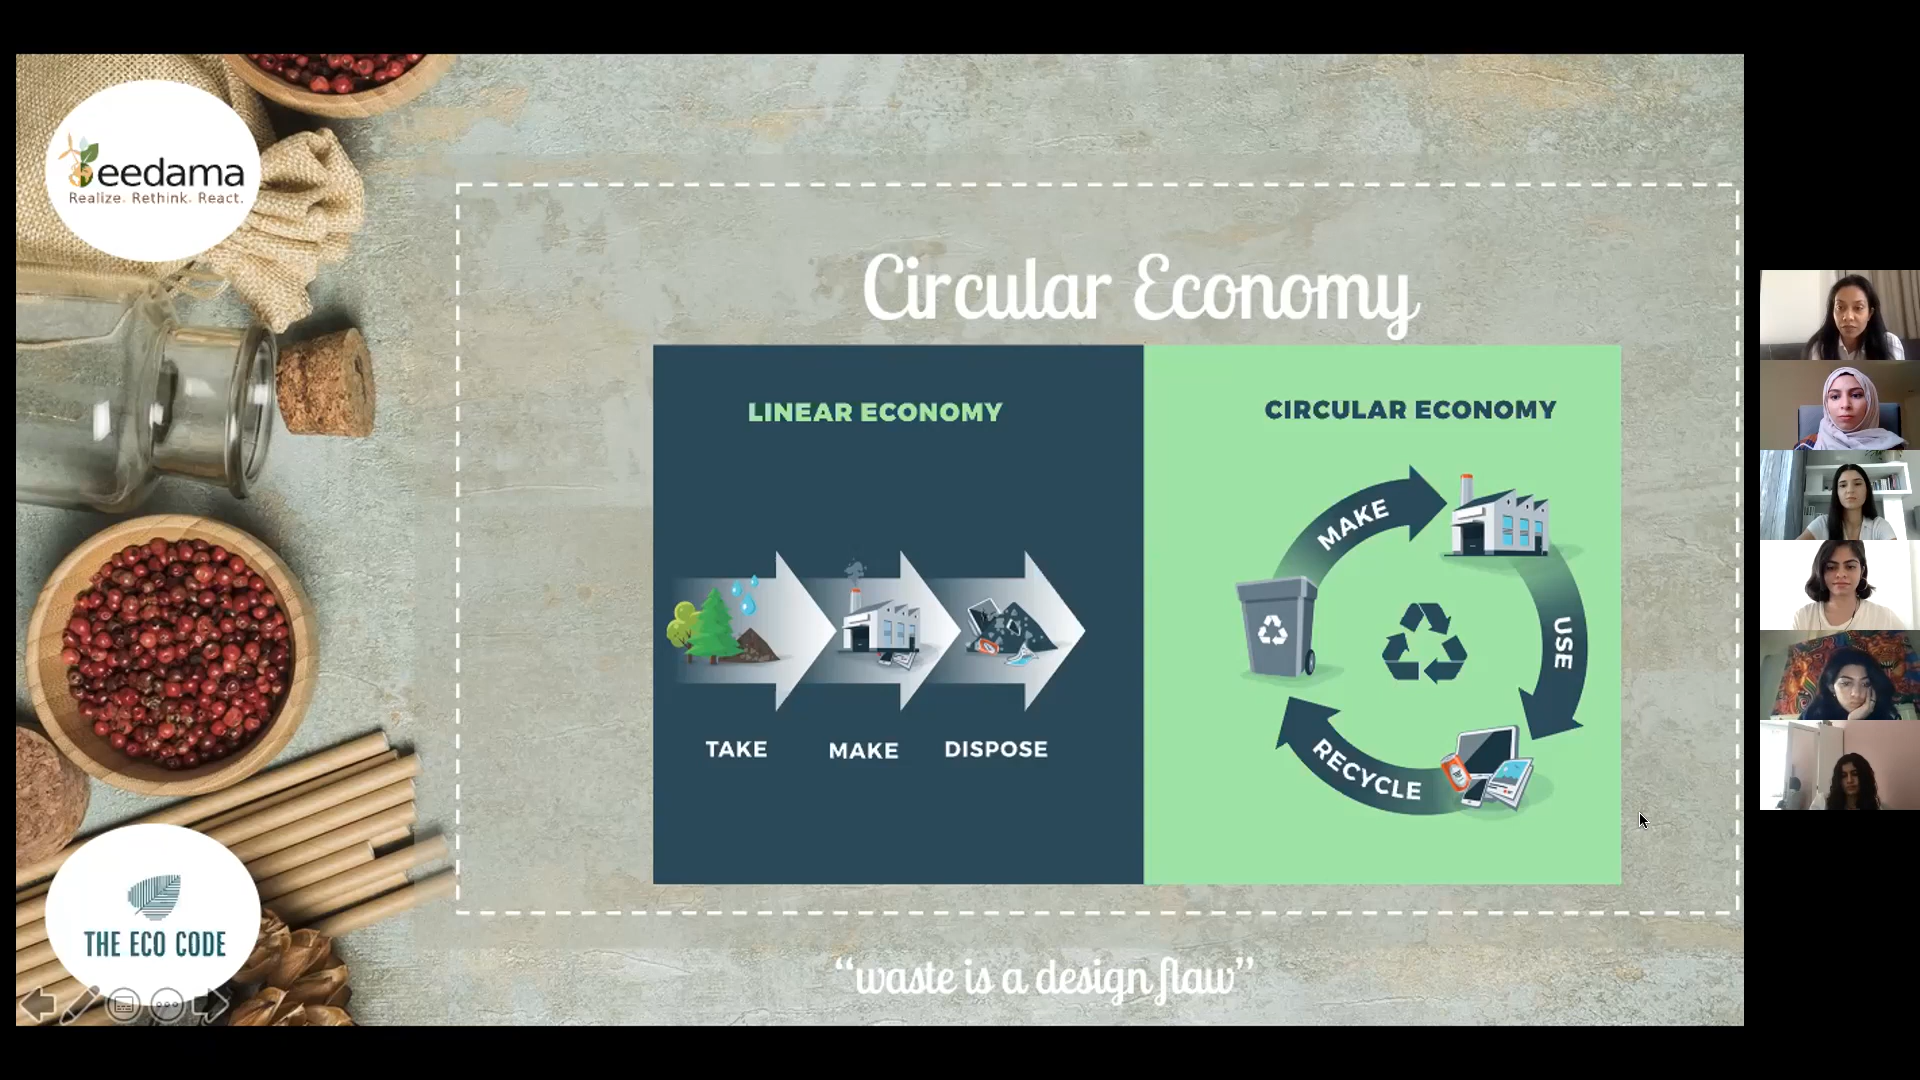 Seedama
Realize. Rethink. React.
Circular Economy
LINEAR ECONOMY
TAKE
MAKE
DISPOSE
CIRCULAR ECONOMY
MAKE
USE
RECYCLE
THE ECO CODE
“waste is a design flaw”